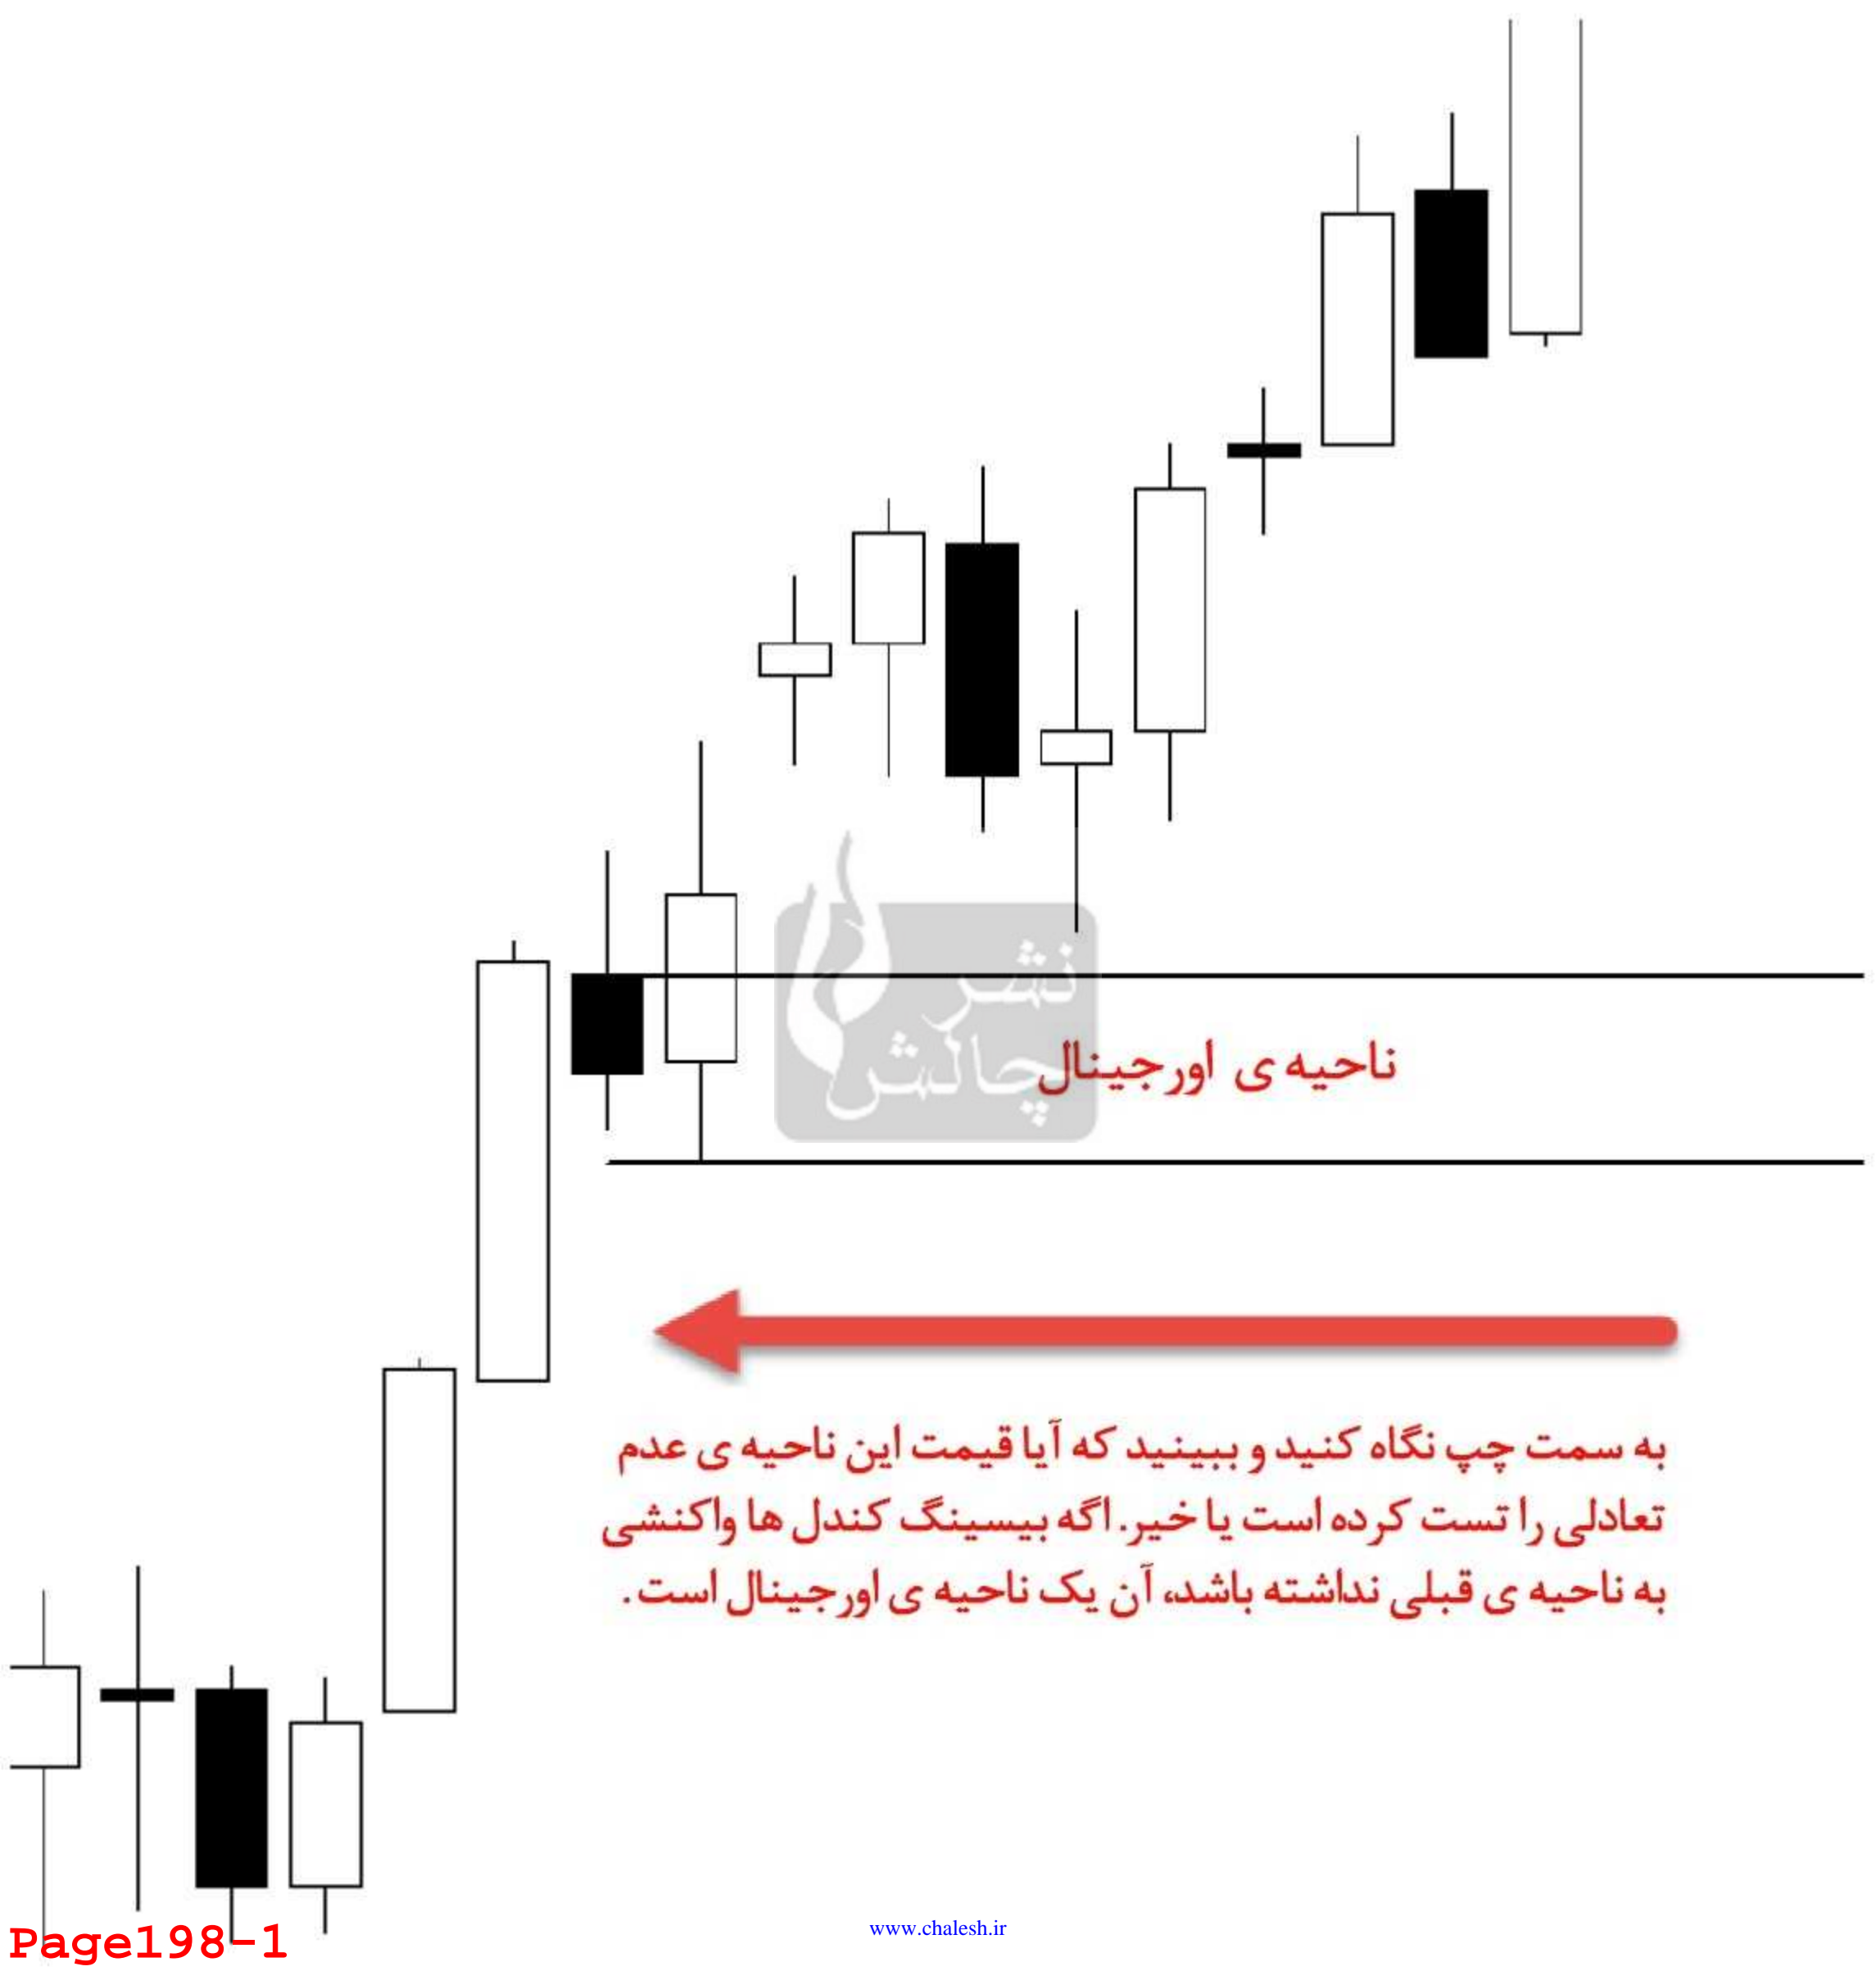 نشر
چالش
ناحیه ی اورجینال
به سمت چپ نگاه کنید و ببینید که آیا قیمت این ناحیه ی عدم
تعادلی را تست کرده است یا خیر. اگه بیسینگ کندل ها واکنشی
به ناحیه ی قبلی نداشته باشد، آن یک ناحیه ی اورجینال است.
www.chalesh.ir
Page198-1